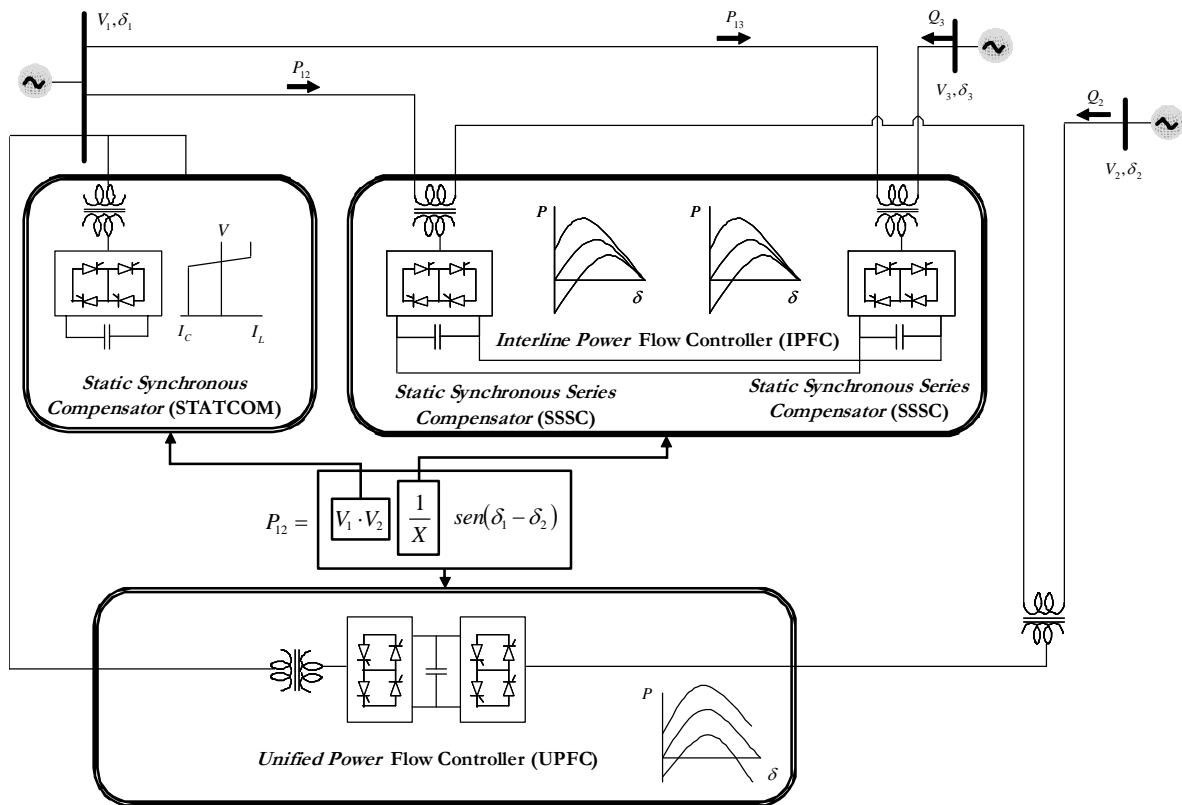 V₁, δ₁
P₁₃
Q₃
P₁₂
V₃, δ₃
Q₂
V₂, δ₂
V
I_C
I_L
Static Synchronous
Compensator (STATCOM)
P
δ
P
δ
Interline Power Flow Controller (IPFC)
Static Synchronous Series
Compensator (SSSC)
Static Synchronous Series
Compensator (SSSC)
P₁₂ = V₁ · V₂ 1/X sen(δ₁ − δ₂)
P
δ
Unified Power Flow Controller (UPFC)